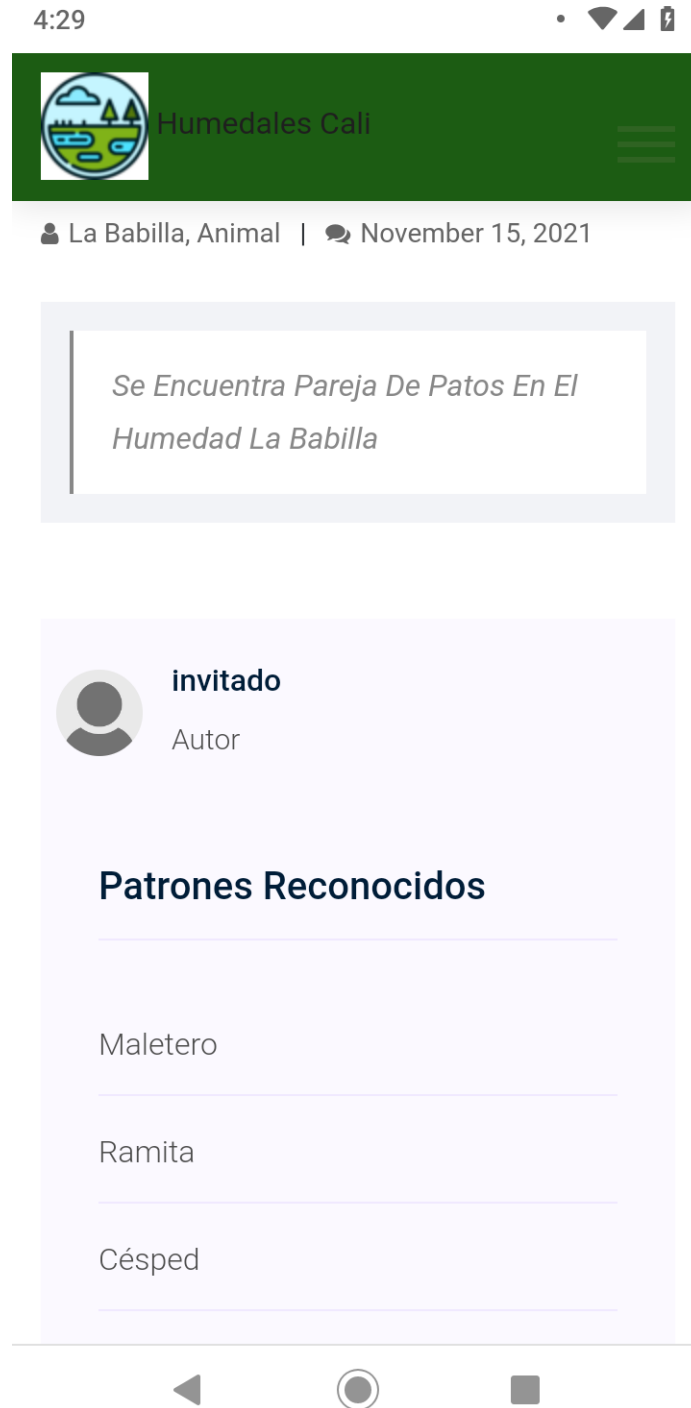 4:29
Humedales Cali
La Babilla, Animal | November 15, 2021
Se Encuentra Pareja De Patos En El
Humedad La Babilla
invitado
Autor
Patrones Reconocidos
Maletero
Ramita
Césped